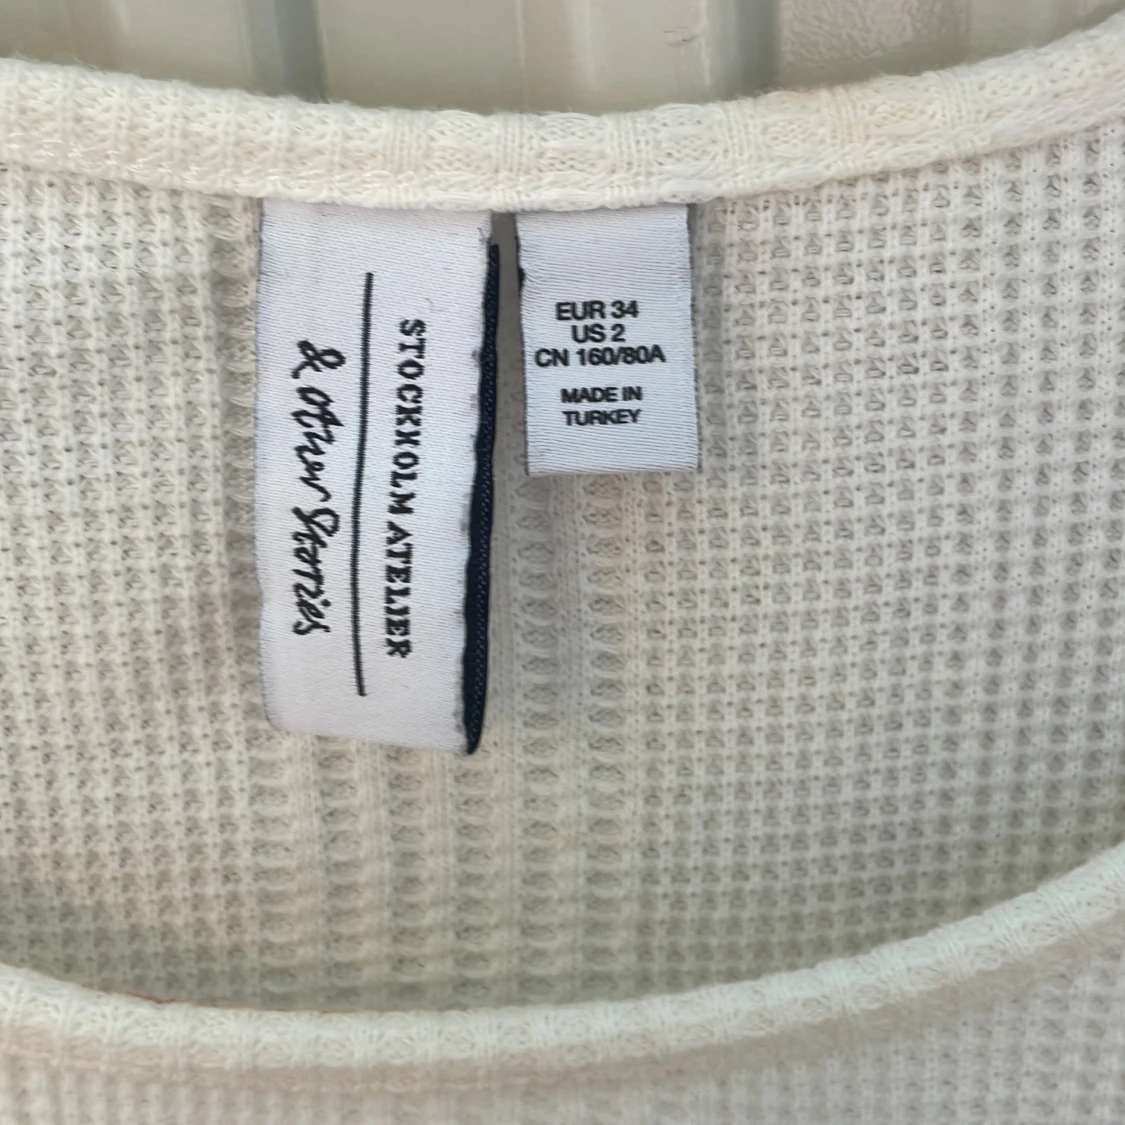 & other Stories
STOCKHOLM ATELIER
EUR 34
US 2
CN 160/80A
MADE IN
TURKEY